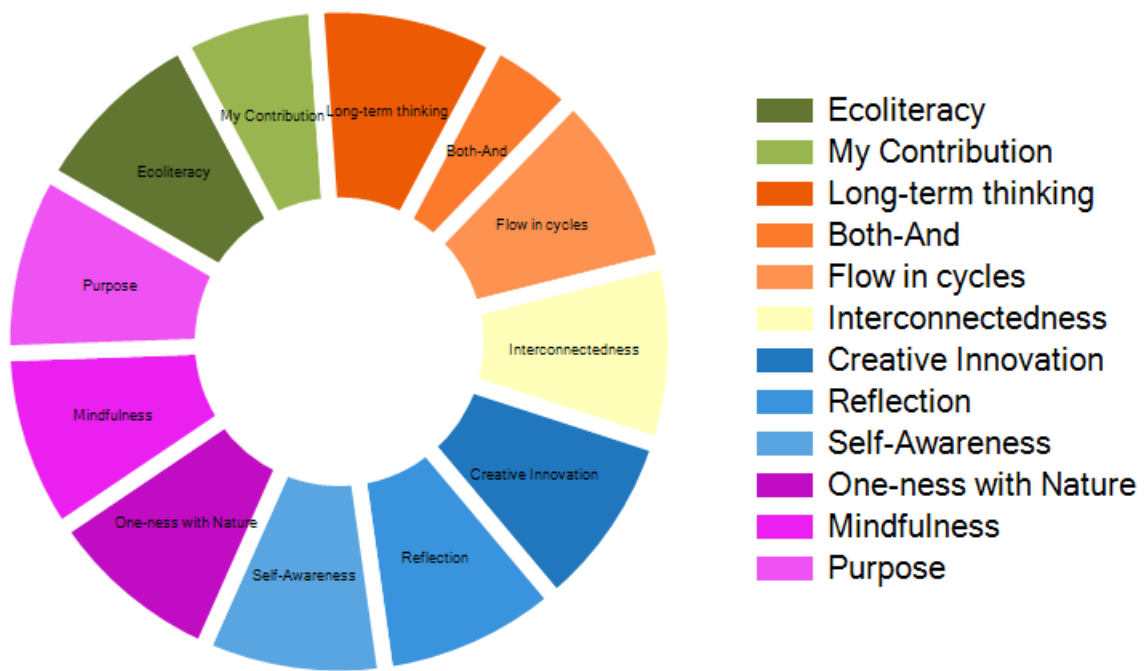 My Contribution
Long-term thinking
Both-And
Ecoliteracy
Flow in cycles
Purpose
Interconnectedness
Mindfulness
Creative Innovation
One-ness with Nature
Reflection
Self-Awareness
Ecoliteracy
My Contribution
Long-term thinking
Both-And
Flow in cycles
Interconnectedness
Creative Innovation
Reflection
Self-Awareness
One-ness with Nature
Mindfulness
Purpose